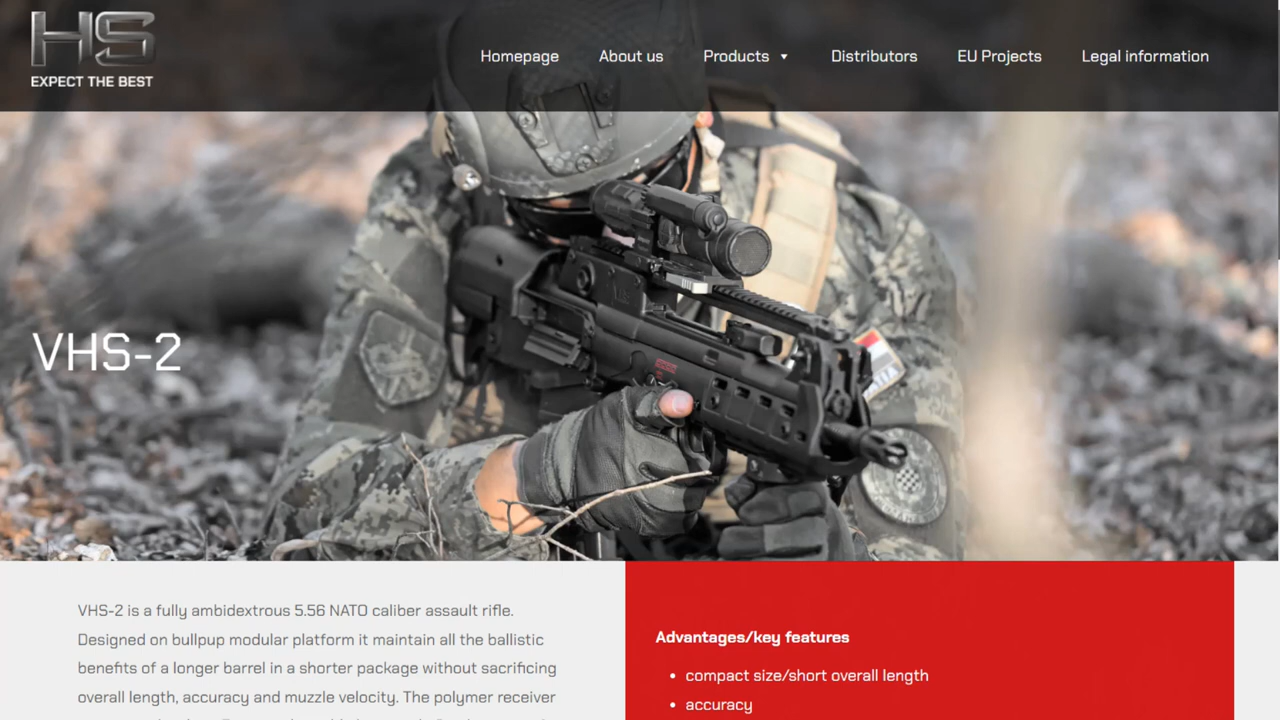 HS
EXPECT THE BEST
Homepage
About us
Products
Distributors
EU Projects
Legal information
VHS-2
VHS-2 is a fully ambidextrous 5.56 NATO caliber assault rifle.
Designed on bullpup modular platform it maintain all the ballistic
benefits of a longer barrel in a shorter package without sacrificing
overall length, accuracy and muzzle velocity. The polymer receiver
Advantages/key features
• compact size/short overall length
• accuracy